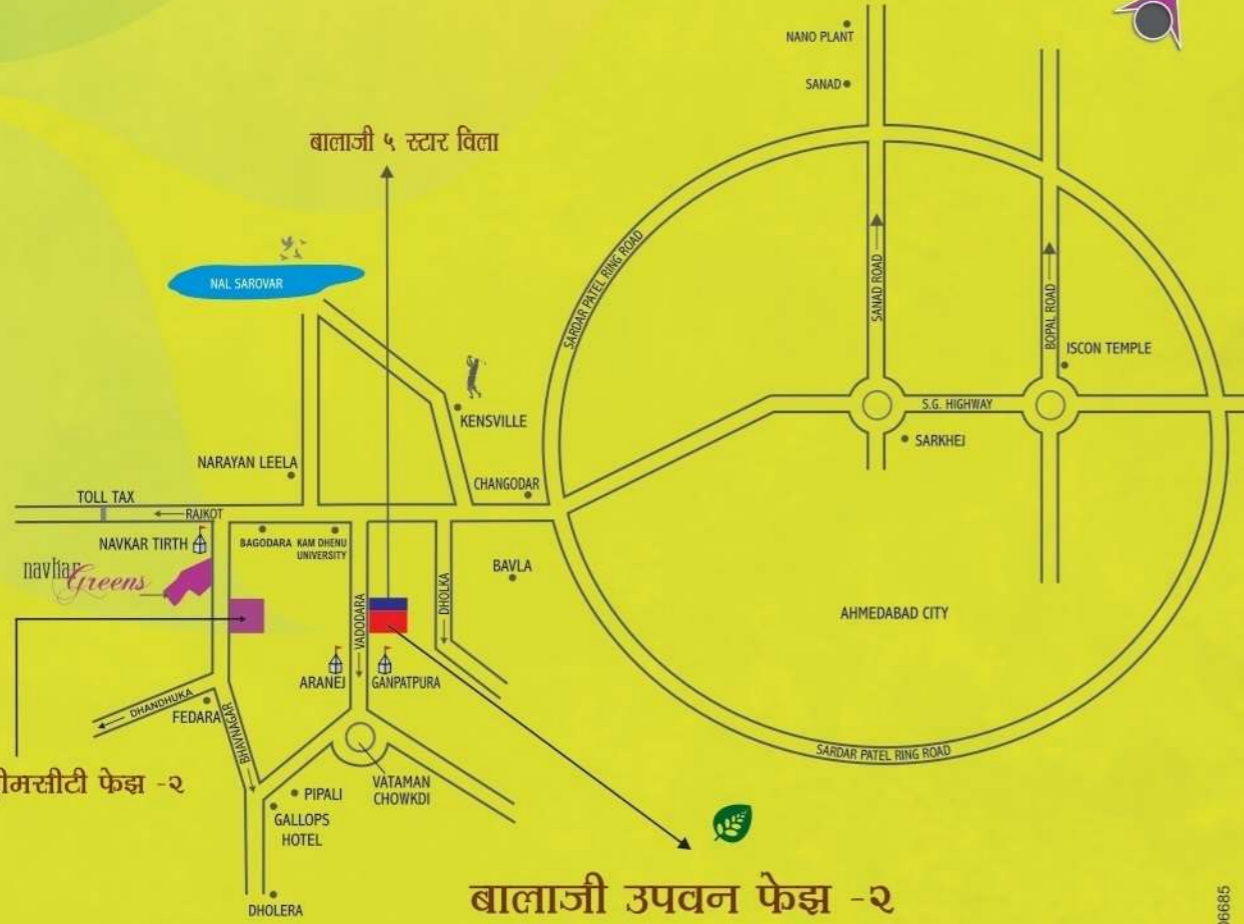 NANO PLANT
SANAD
बालाजी ५ स्टार विला
NAL SAROVAR
SARDAR PATEL RING ROAD
SANAD ROAD
BOPAL ROAD
ISCON TEMPLE
S.G. HIGHWAY
SARKHEJ
KENSVILLE
NARAYAN LEELA
CHANGODAR
TOLL TAX
RAJKOT
NAVKAR TIRTH
BAGODARA
KAM DHENU
UNIVERSITY
navkar Greens
BAVLA
VADODARA
DHOLKA
AHMEDABAD CITY
ARANEJ
GANPATPURA
DHANDHUKA
FEDARA
BHAVNAGAR
SARDAR PATEL RING ROAD
VATAMAN
CHOWKDI
PIPALI
GALLOPS
HOTEL
DHOLERA
फेझ -२
बालाजी उपवन फेझ -२
06685